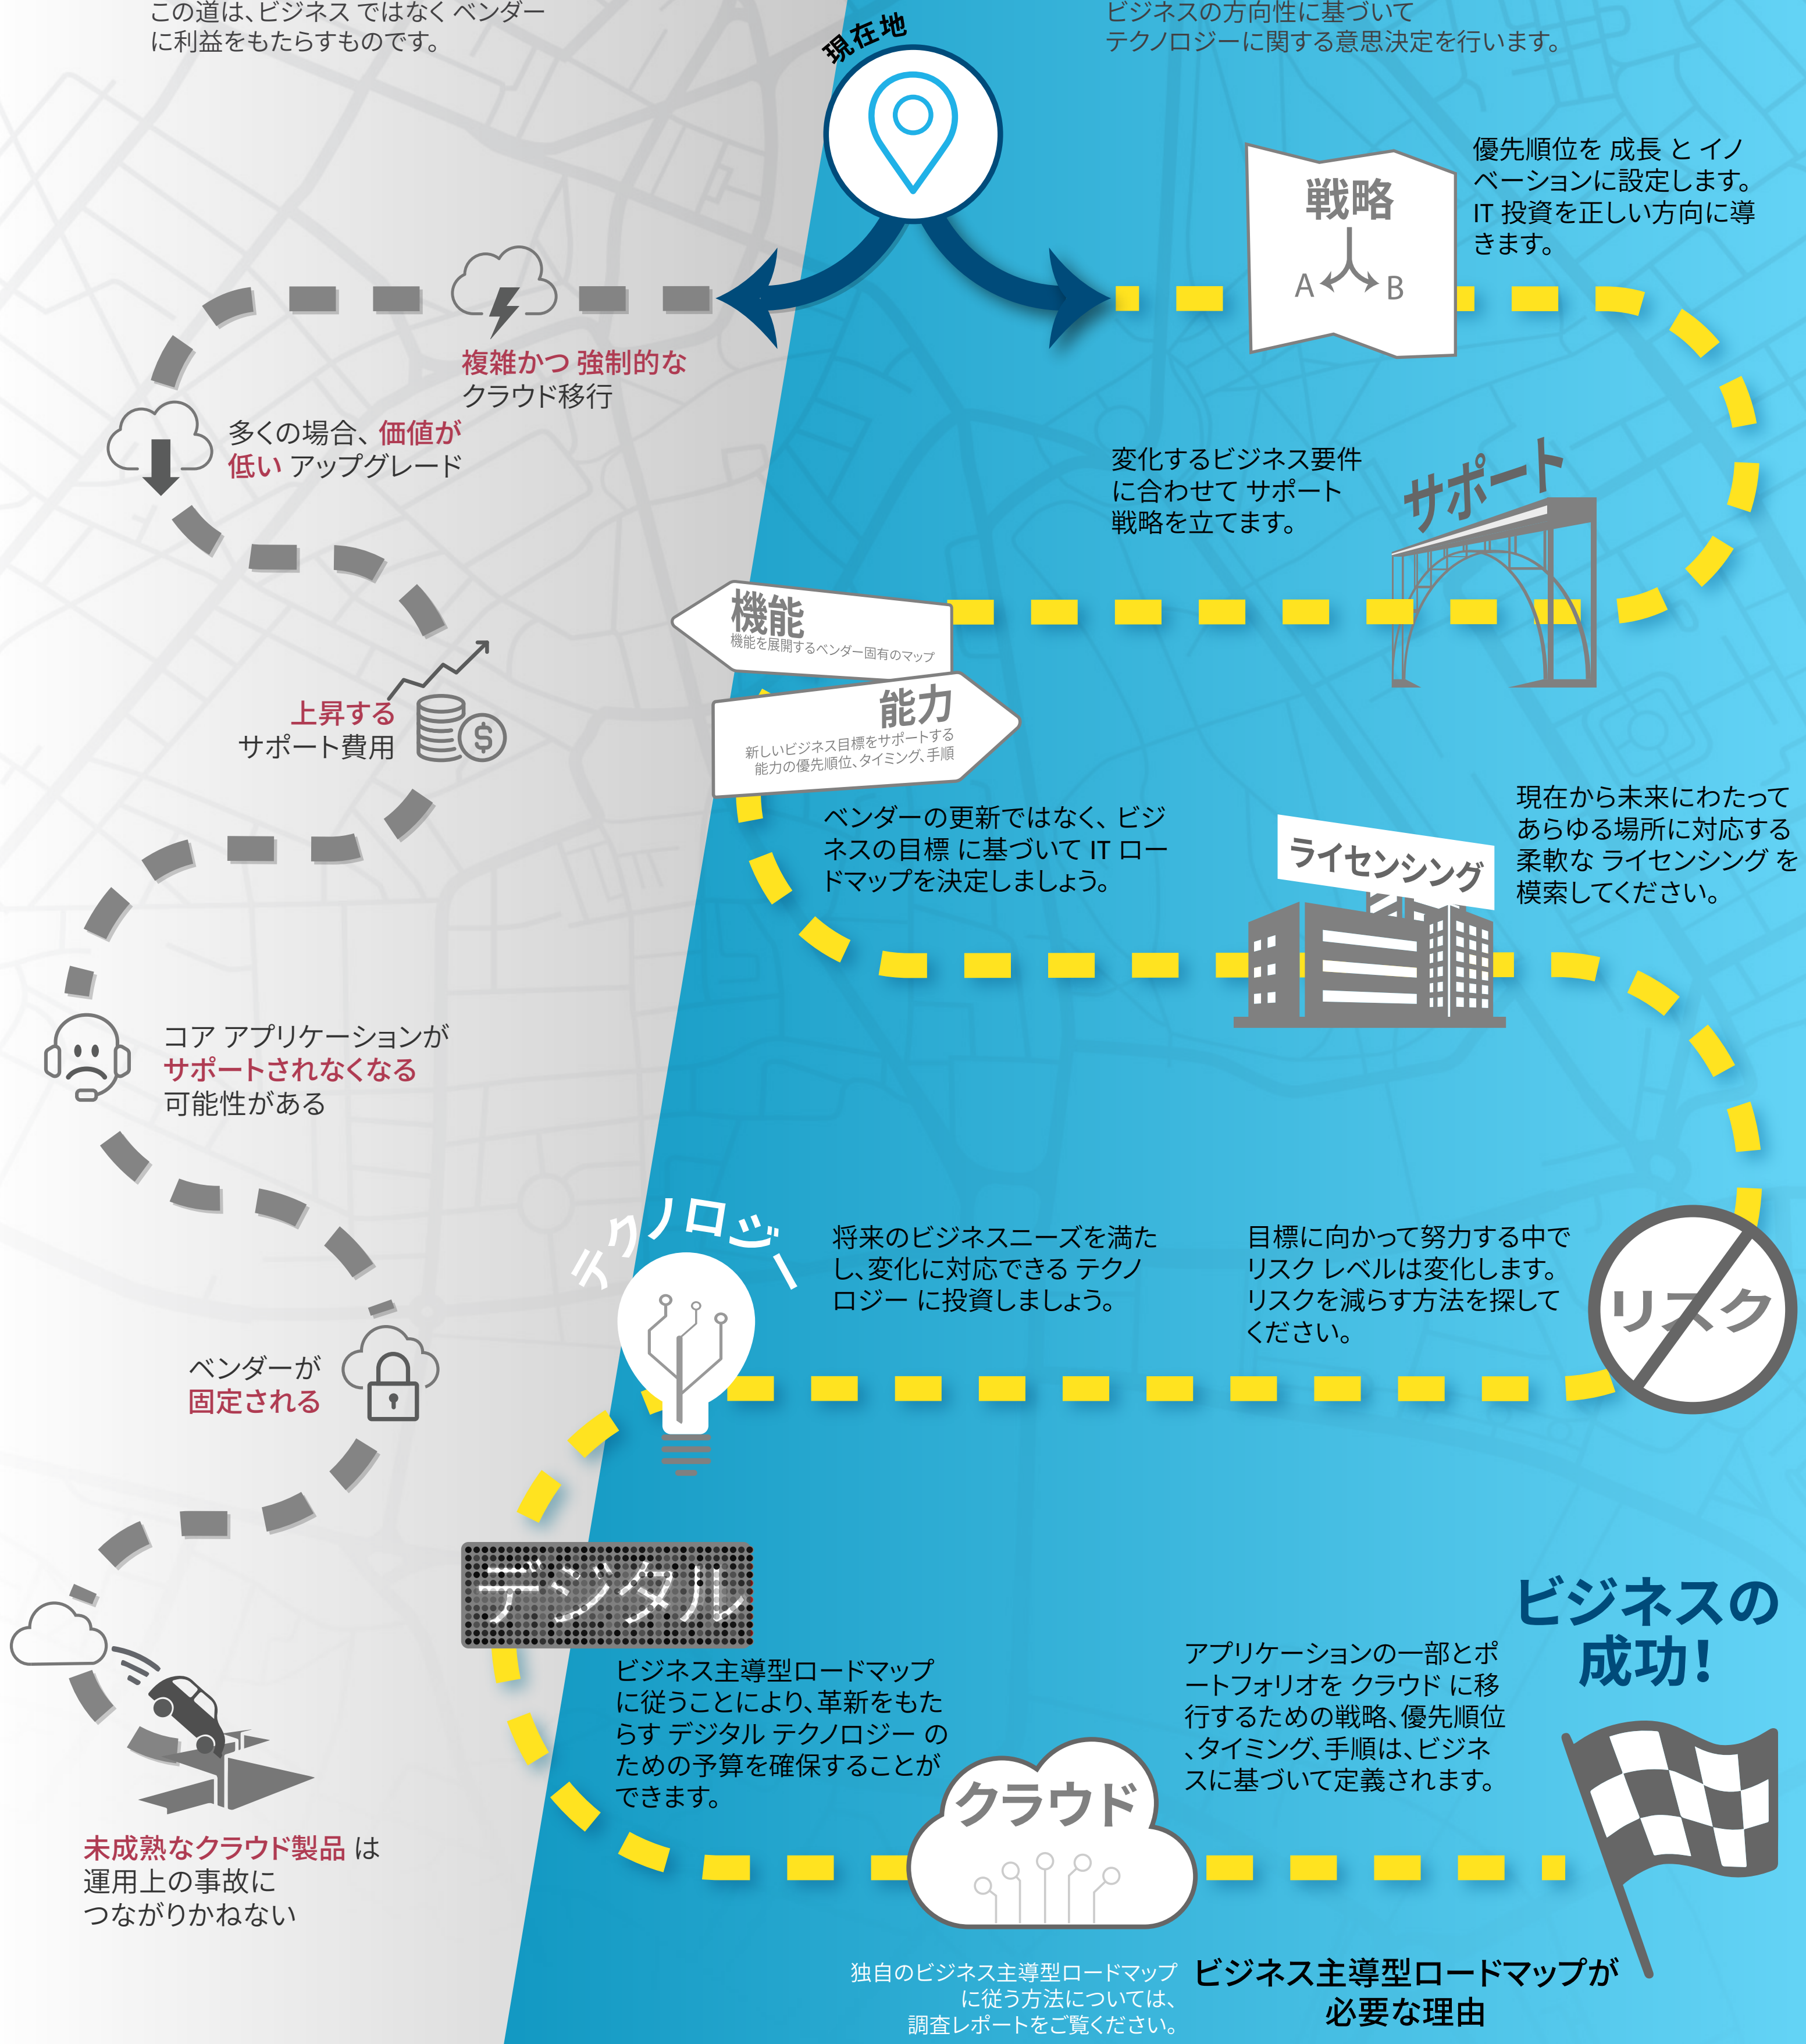 この道は、ビジネス ではなく ベンダー
に利益をもたらすものです。
現在地
ビジネスの方向性に基づいて
テクノロジーに関する意思決定を行います。
戦略
A
B
優先順位を 成長 と イノ
ベーションに設定します。
IT 投資を正しい方向に導
きます。
複雑かつ 強制的な
クラウド移行
多くの場合、価値が
低い アップグレード
変化するビジネス要件
に合わせて サポート
戦略を立てます。
サポート
機能
機能を展開するベンダー固有のマップ
能力
新しいビジネス目標をサポートする
能力の優先順位、タイミング、手順
上昇する
サポート費用
$
ベンダーの更新ではなく、ビジ
ネスの目標 に基づいて IT ロー
ドマップを決定しましょう。
ライセンシング
現在から未来にわたって
あらゆる場所に対応する
柔軟な ライセンシング を
模索してください。
コア アプリケーションが
サポートされなくなる
可能性がある
テクノロジー
将来のビジネスニーズを満た
し、変化に対応できる テクノ
ロジー に投資しましょう。
目標に向かって努力する中で
リスク レベルは変化します。
リスクを減らす方法を探して
ください。
リスク
ベンダーが
固定される
デジタル
ビジネス主導型ロードマップ
に従うことにより、革新をもた
らす デジタル テクノロジー の
ための予算を確保することが
できます。
アプリケーションの一部とポ
ートフォリオを クラウド に移
行するための戦略、優先順位
、タイミング、手順は、ビジネ
スに基づいて定義されます。
ビジネスの
成功！
クラウド
未成熟なクラウド製品 は
運用上の事故に
つながりかねない
独自のビジネス主導型ロードマップ
に従う方法については、
調査レポートをご覧ください。
ビジネス主導型ロードマップが
必要な理由